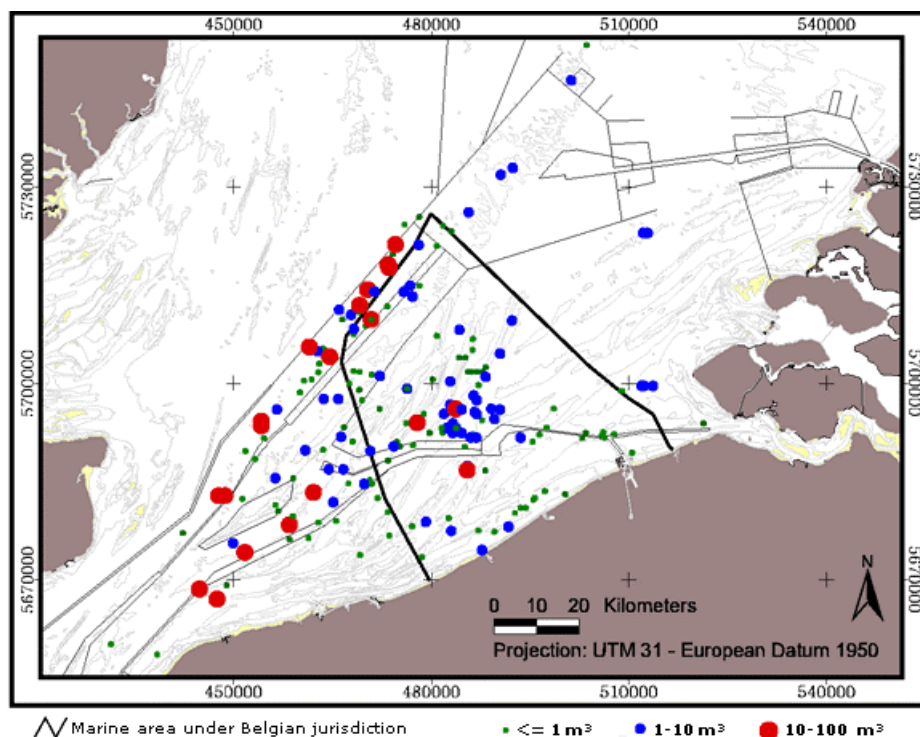 450000 480000 510000 540000
5730000 5730000
5700000 5700000
5670000 5670000
N
0 10 20 Kilometers
Projection: UTM 31 - European Datum 1950
450000 480000 510000 540000
Marine area under Belgian jurisdiction <= 1 m³ 1-10 m³ 10-100 m³